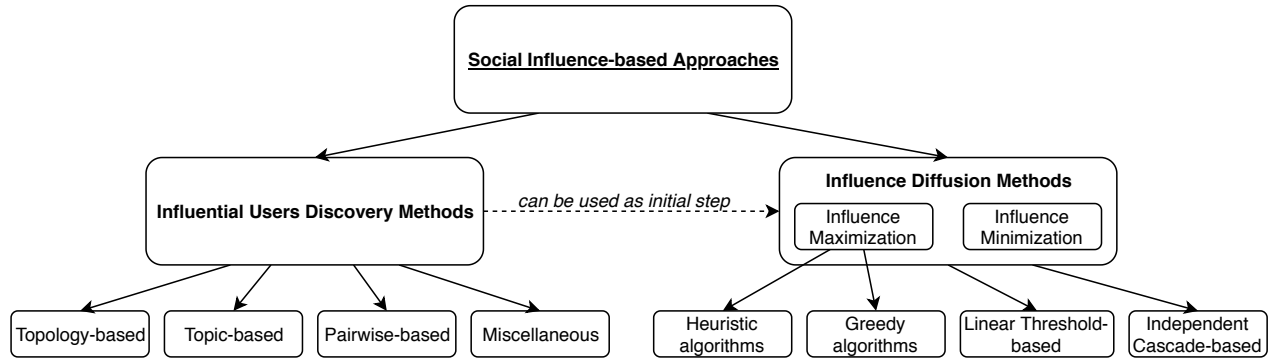 Social Influence-based Approaches
Influential Users Discovery Methods
can be used as initial step
Influence Diffusion Methods
Influence
Maximization
Influence
Minimization
Topology-based
Topic-based
Pairwise-based
Miscellaneous
Heuristic
algorithms
Greedy
algorithms
Linear Threshold-
based
Independent
Cascade-based